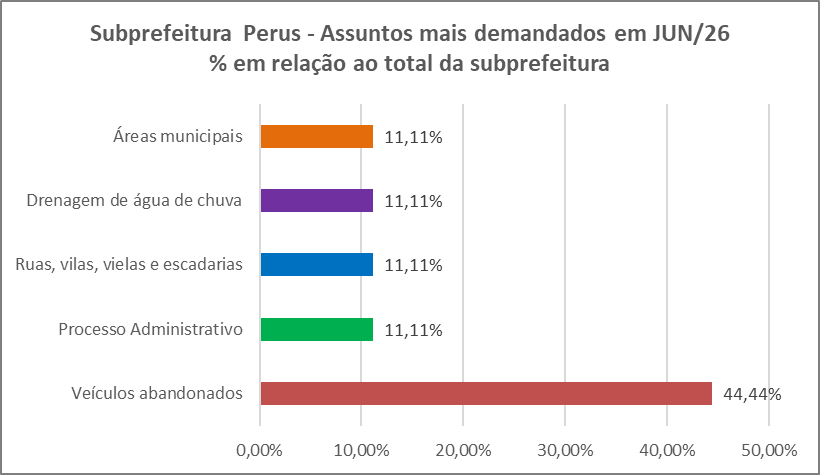 Subprefeitura Perus - Assuntos mais demandados em JUN/26
% em relação ao total da subprefeitura
Áreas municipais 11,11%
Drenagem de água de chuva 11,11%
Ruas, vilas, vielas e escadarias 11,11%
Processo Administrativo 11,11%
Veículos abandonados 44,44%
0,00% 10,00% 20,00% 30,00% 40,00% 50,00%